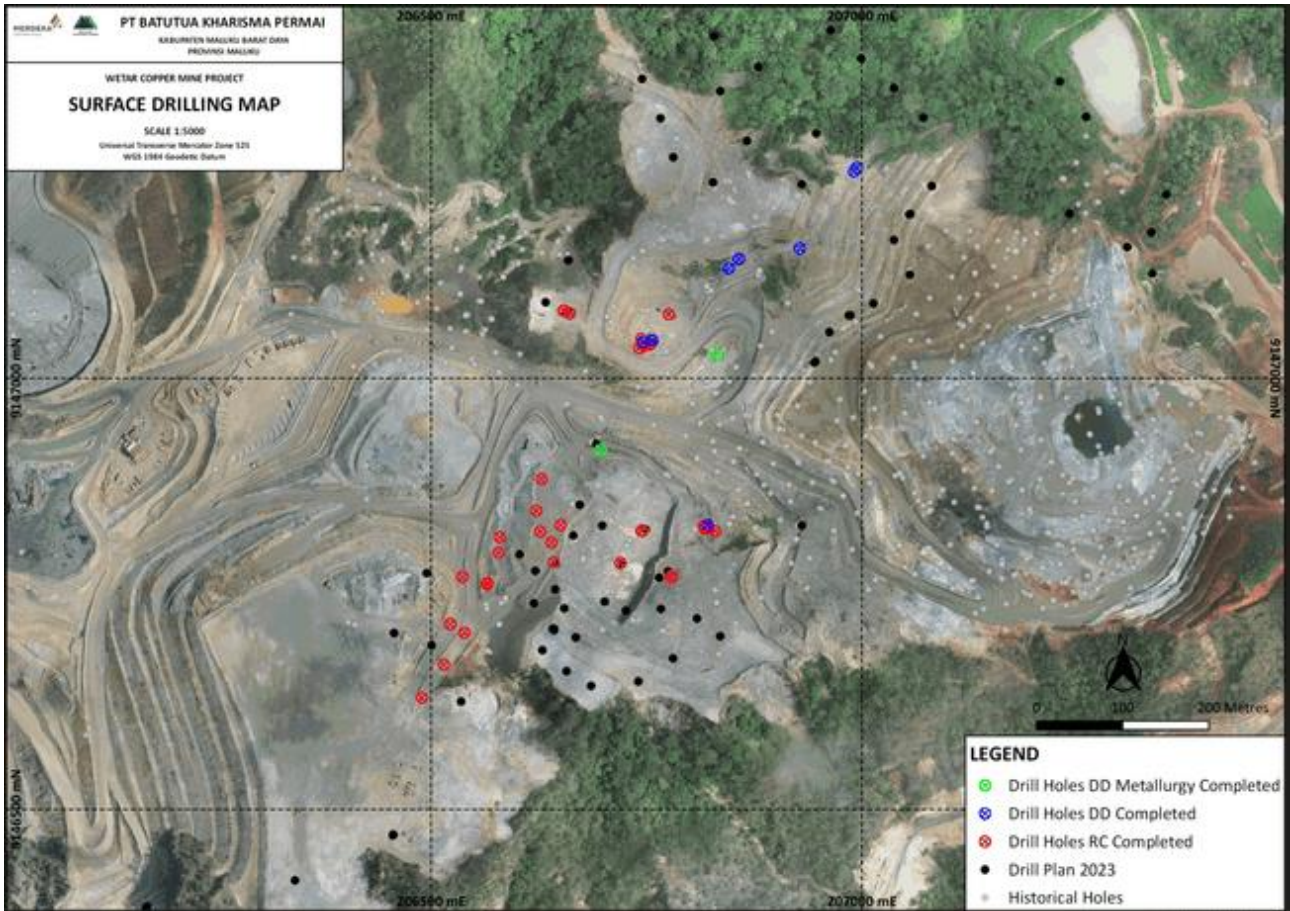 MERDEKA
PT BATUTUA KHARISMA PERMAI
KABUPATEN MALUKU BARAT DAYA
PROVINSI MALUKU
WETAR COPPER MINE PROJECT
SURFACE DRILLING MAP
SCALE 1:5000
Universal Transverse Mercator Zone 52S
WGS 1984 Geodetic Datum
206500 mE
207000 mE
9147000 mN
9147000 mN
N
0 100 200 Metres
9146500 mN
206500 mE
207000 mE
LEGEND
Drill Holes DD Metallurgy Completed
Drill Holes DD Completed
Drill Holes RC Completed
Drill Plan 2023
Historical Holes